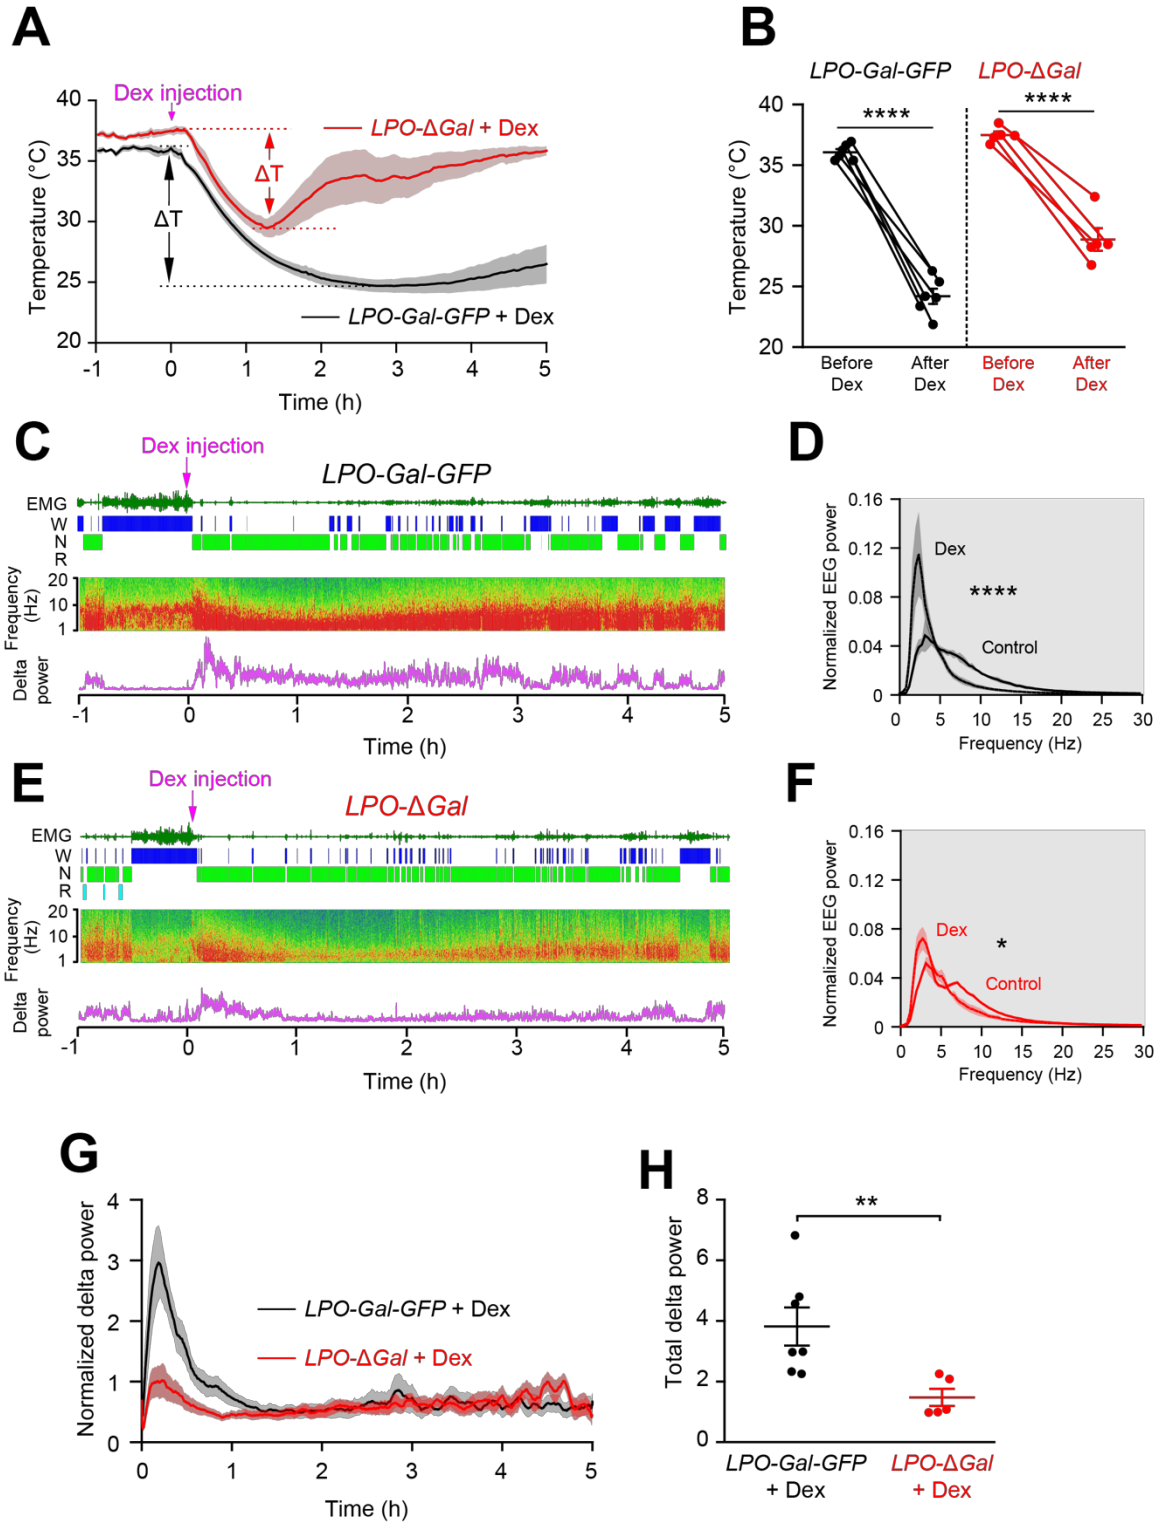 A
Dex injection
40
35
30
25
20
Temperature (°C)
ΔT
ΔT
LPO-ΔGal + Dex
LPO-Gal-GFP + Dex
-1 0 1 2 3 4 5
Time (h)
B
LPO-Gal-GFP LPO-ΔGal
**** ****
40
35
30
25
20
Temperature (°C)
Before Dex
After Dex
Before Dex
After Dex
C
Dex injection
LPO-Gal-GFP
EMG
W
N
R
20
10
1
Frequency (Hz)
Delta power
-1 0 1 2 3 4 5
Time (h)
D
0.16
0.12
0.08
0.04
0
Normalized EEG power
Dex
****
Control
0 5 10 15 20 25 30
Frequency (Hz)
E
Dex injection
LPO-ΔGal
EMG
W
N
R
20
10
1
Frequency (Hz)
Delta power
-1 0 1 2 3 4 5
Time (h)
F
0.16
0.12
0.08
0.04
0
Normalized EEG power
Dex
*
Control
0 5 10 15 20 25 30
Frequency (Hz)
G
4
3
2
1
0
Normalized delta power
LPO-Gal-GFP + Dex
LPO-ΔGal + Dex
0 1 2 3 4 5
Time (h)
H
8
6
4
2
0
Total delta power
**
LPO-Gal-GFP
+ Dex
LPO-ΔGal
+ Dex